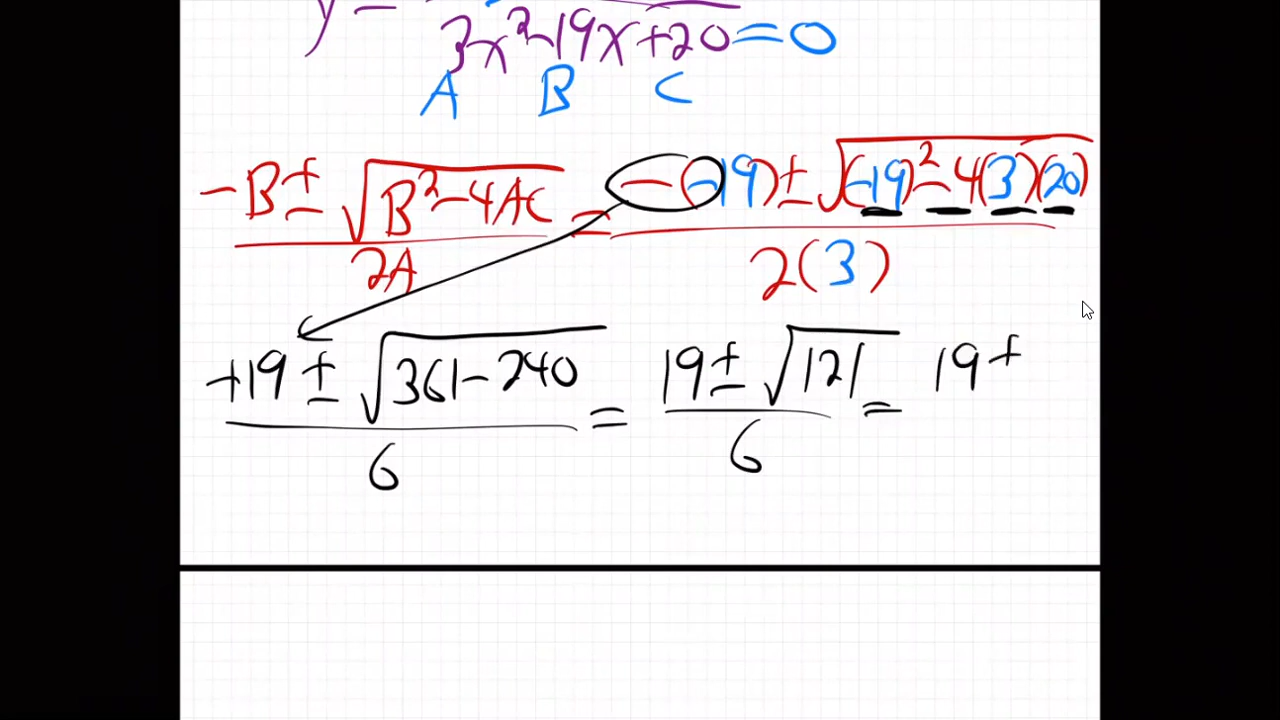 y =
3x²-19x+20=0
A B C
-B±√(B²-4AC) / 2A = -(-19)±√((-19)²-4(3)(20)) / 2(3)
+19±√(361-240) / 6 = 19±√121 / 6 = 19+